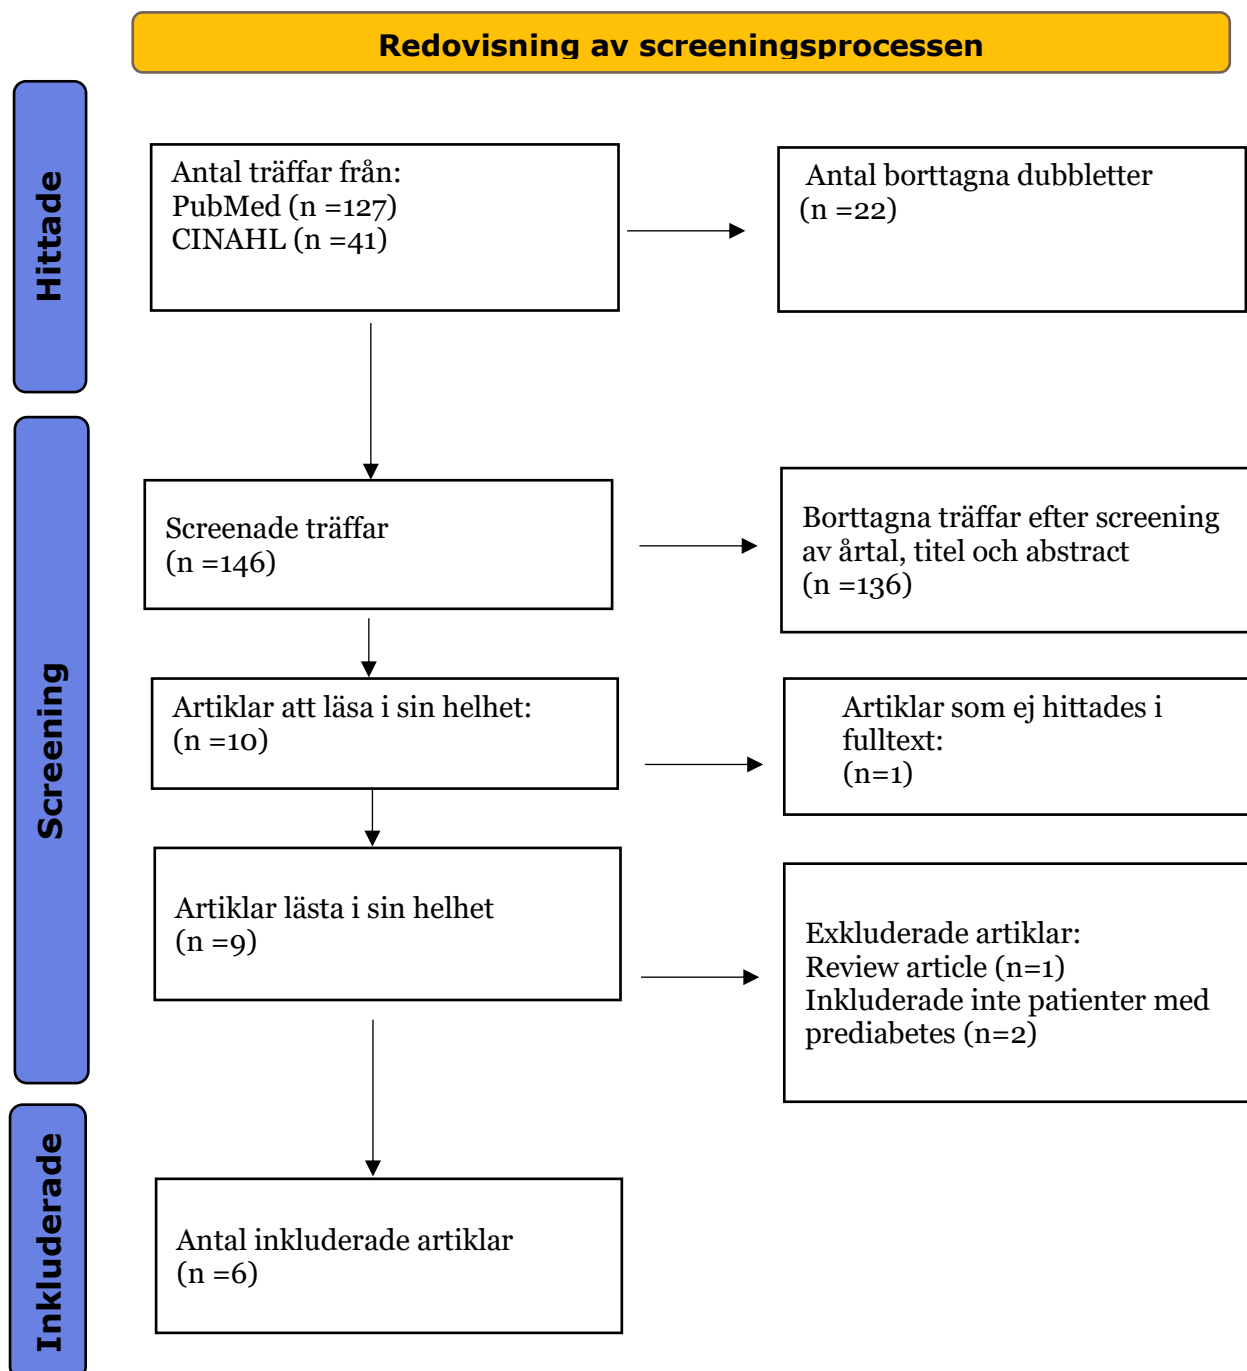 Redovisning av screeningsprocessen
Hittade
Antal träffar från:
PubMed (n =127)
CINAHL (n =41)
Antal borttagna dubbletter
(n =22)
Screening
Screenade träffar
(n =146)
Borttagna träffar efter screening
av årtal, titel och abstract
(n =136)
Artiklar att läsa i sin helhet:
(n =10)
Artiklar som ej hittades i
fulltext:
(n=1)
Artiklar lästa i sin helhet
(n =9)
Exkluderade artiklar:
Review article (n=1)
Inkluderade inte patienter med
prediabetes (n=2)
Inkluderade
Antal inkluderade artiklar
(n =6)